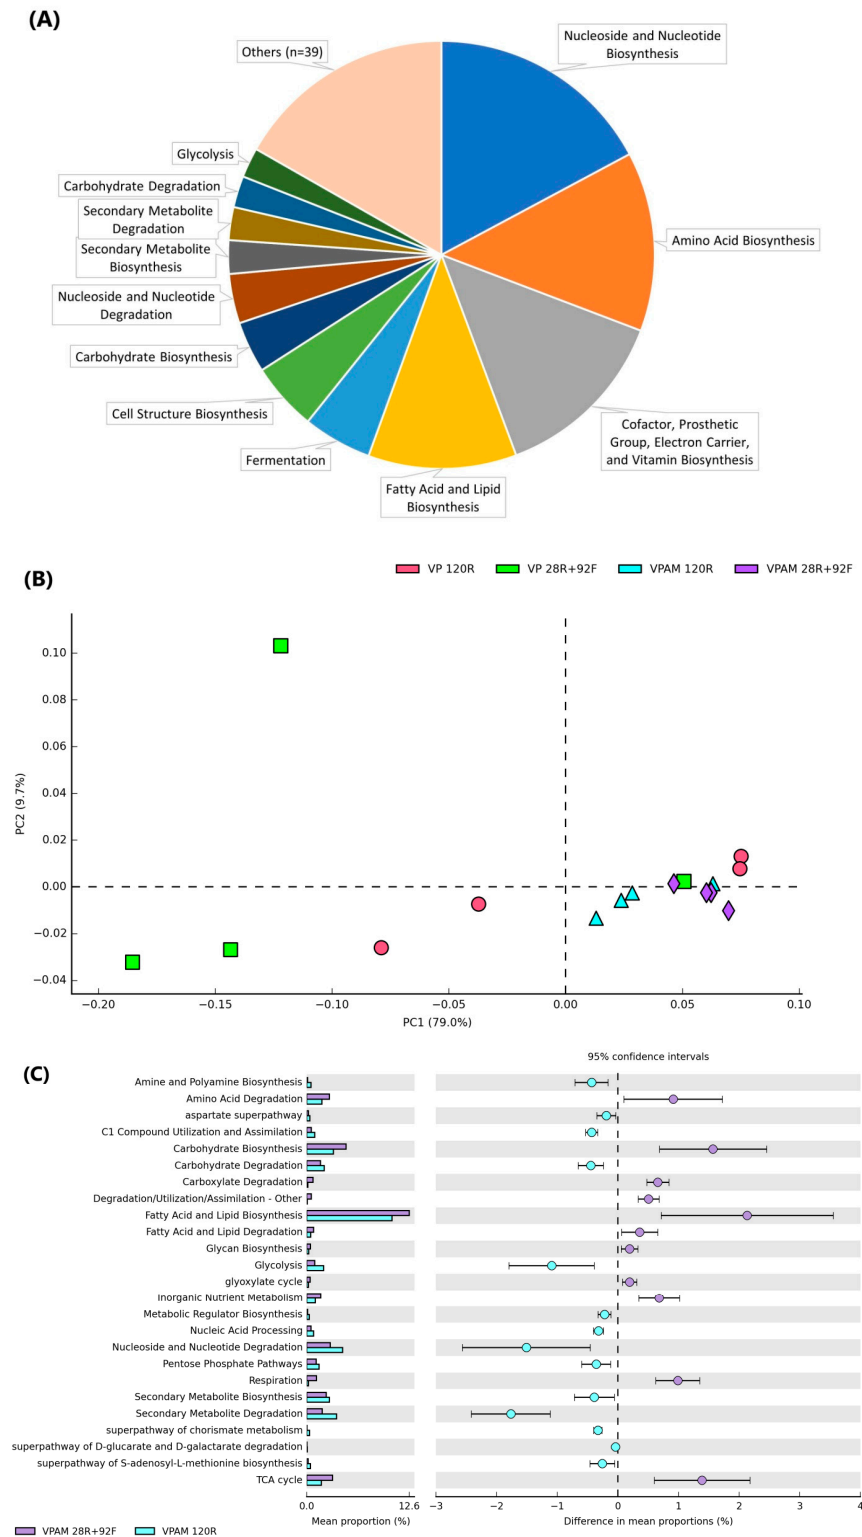 (A)
Nucleoside and Nucleotide
Biosynthesis
Others (n=39)
Glycolysis
Carbohydrate Degradation
Secondary Metabolite
Degradation
Secondary Metabolite
Biosynthesis
Nucleoside and Nucleotide
Degradation
Carbohydrate Biosynthesis
Cell Structure Biosynthesis
Fermentation
Fatty Acid and Lipid
Biosynthesis
Amino Acid Biosynthesis
Cofactor, Prosthetic
Group, Electron Carrier,
and Vitamin Biosynthesis
(B)
VP 120R
VP 28R+92F
VPAM 120R
VPAM 28R+92F
0.10
0.08
0.06
0.04
0.02
0.00
−0.02
−0.04
PC2 (9.7%)
−0.20
−0.15
−0.10
−0.05
0.00
0.05
0.10
PC1 (79.0%)
(C)
95% confidence intervals
Amine and Polyamine Biosynthesis
Amino Acid Degradation
aspartate superpathway
C1 Compound Utilization and Assimilation
Carbohydrate Biosynthesis
Carbohydrate Degradation
Carboxylate Degradation
Degradation/Utilization/Assimilation - Other
Fatty Acid and Lipid Biosynthesis
Fatty Acid and Lipid Degradation
Glycan Biosynthesis
Glycolysis
glyoxylate cycle
Inorganic Nutrient Metabolism
Metabolic Regulator Biosynthesis
Nucleic Acid Processing
Nucleoside and Nucleotide Degradation
Pentose Phosphate Pathways
Respiration
Secondary Metabolite Biosynthesis
Secondary Metabolite Degradation
superpathway of chorismate metabolism
superpathway of D-glucarate and D-galactarate degradation
superpathway of S-adenosyl-L-methionine biosynthesis
TCA cycle
0.0
12.6
Mean proportion (%)
−3
−2
−1
0
1
2
3
4
Difference in mean proportions (%)
VPAM 28R+92F
VPAM 120R